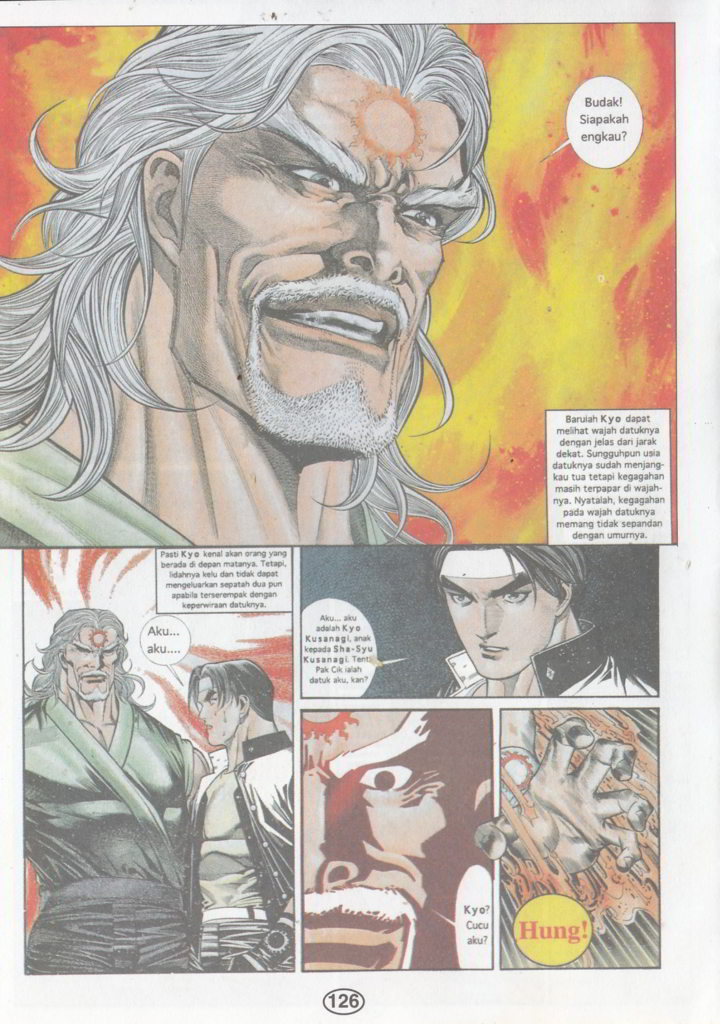 Budak!
Siapakah
engkau?
Barulah Kyo dapat
melihat wajah datuknya
dengan jelas dari jarak
dekat. Sungguhpun usia
datuknya sudah menjang-
kau tua tetapi kegagahan
masih terpapar di wajah-
nya. Nyatalah, kegagahan
pada wajah datuknya
memang tidak sepandan
dengan umurnya.
Pasti Kyo kenal akan orang yang
berada di depan matanya. Tetapi,
lidahnya kelu dan tidak dapat
mengeluarkan sepatah dua pun
apabila terserempak dengan
keperwiraan datuknya.
Aku...
aku....
Aku... aku
adalah Kyo
Kusanagi, anak
kepada Sha-Syu
Kusanagi.
Pak Cik ialah
datuk aku, kan?
Kyo?
Cucu
aku?
Hung!
126